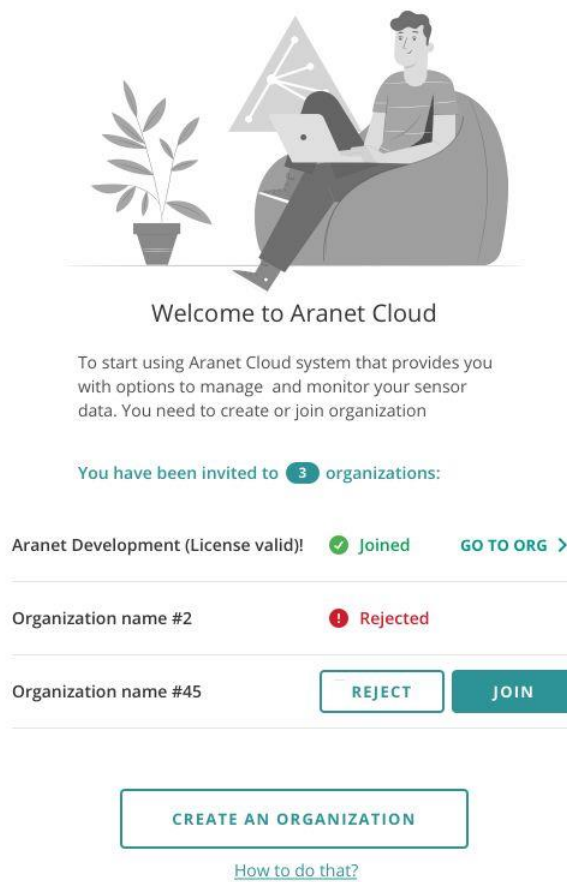 Welcome to Aranet Cloud
To start using Aranet Cloud system that provides you
with options to manage and monitor your sensor
data. You need to create or join organization
You have been invited to 3 organizations:
Aranet Development (License valid)! Joined GO TO ORG
Organization name #2 Rejected
Organization name #45 REJECT JOIN
CREATE AN ORGANIZATION
How to do that?